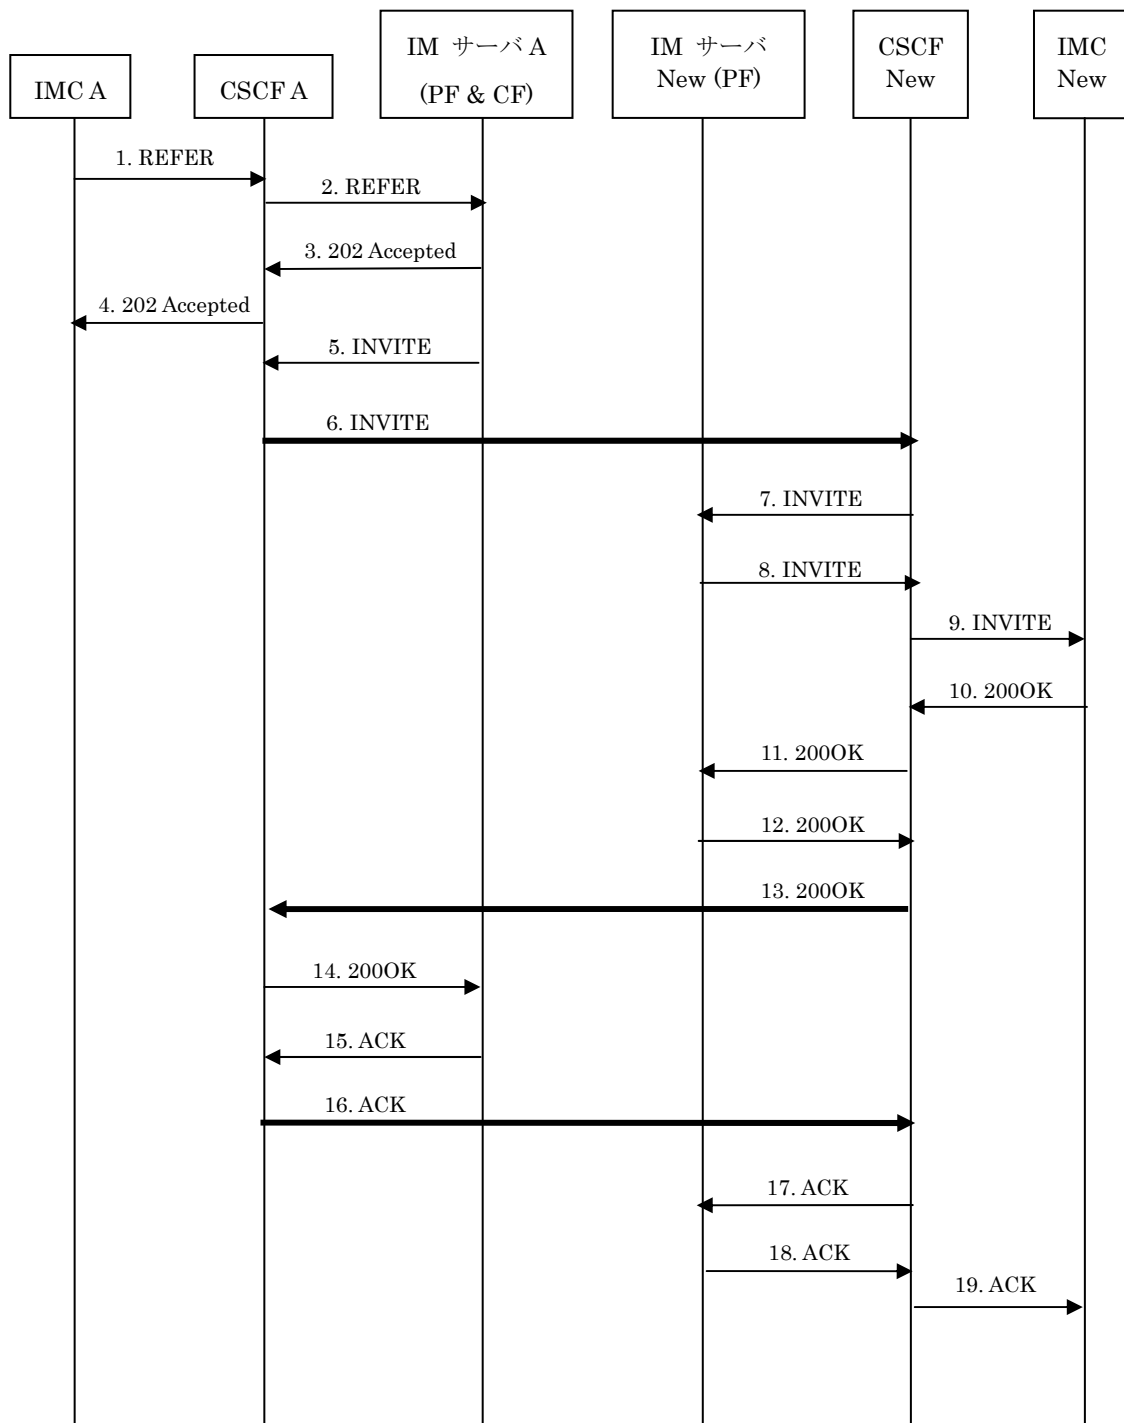 IMC A
CSCF A
IM サーバ A
(PF & CF)
IM サーバ
New (PF)
CSCF
New
IMC
New
1. REFER
2. REFER
3. 202 Accepted
4. 202 Accepted
5. INVITE
6. INVITE
7. INVITE
8. INVITE
9. INVITE
10. 200OK
11. 200OK
12. 200OK
13. 200OK
14. 200OK
15. ACK
16. ACK
17. ACK
18. ACK
19. ACK